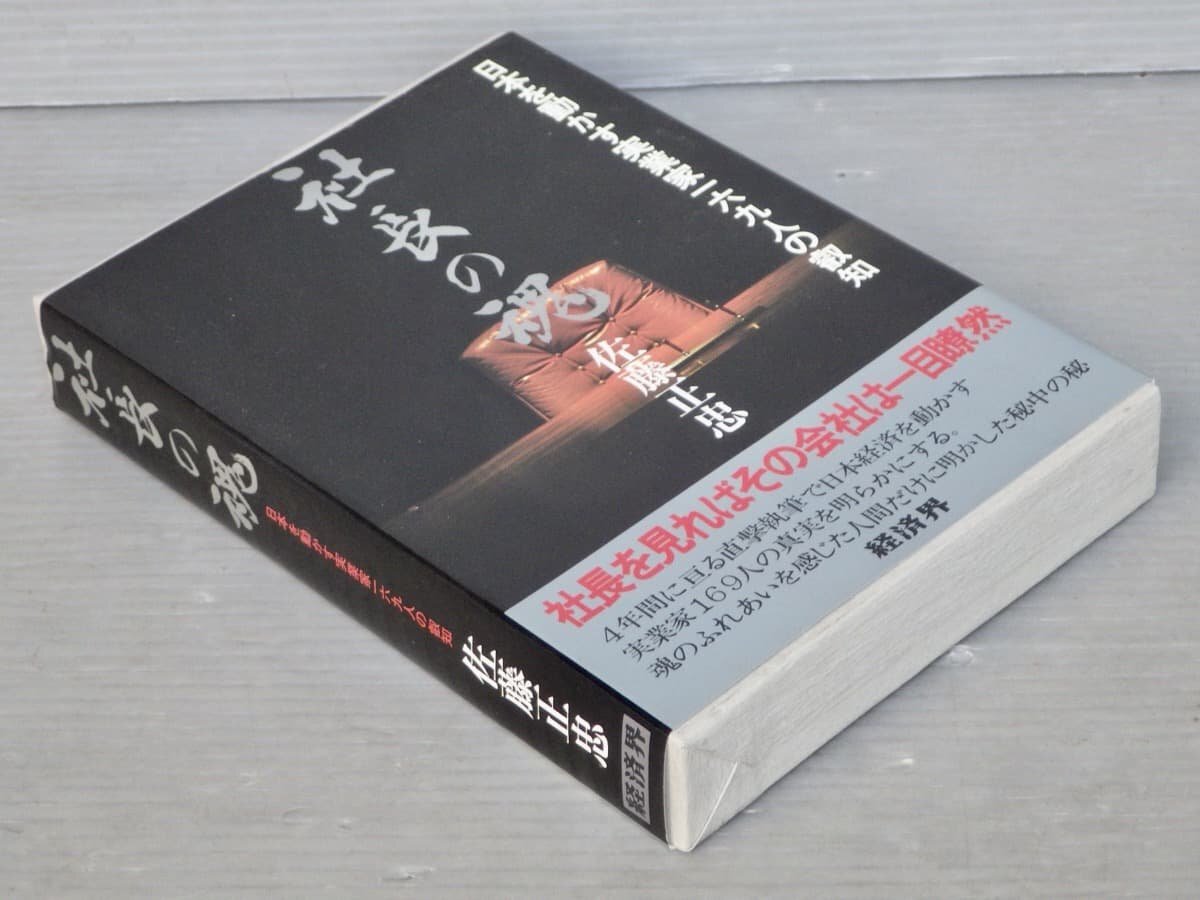 日本を動かす実業家一六九人の叡知
社長の魂
佐藤正忠
社長を見ればその会社は一目瞭然
4年間に亘る直撃執筆で日本経済を動かす
実業家169人の真実を明らかにする。
魂のふれあいを感じた人間だけに明かした秘中の秘
経済界
社長の魂
日本を動かす実業家一六九人の叡知
佐藤正忠
経済界